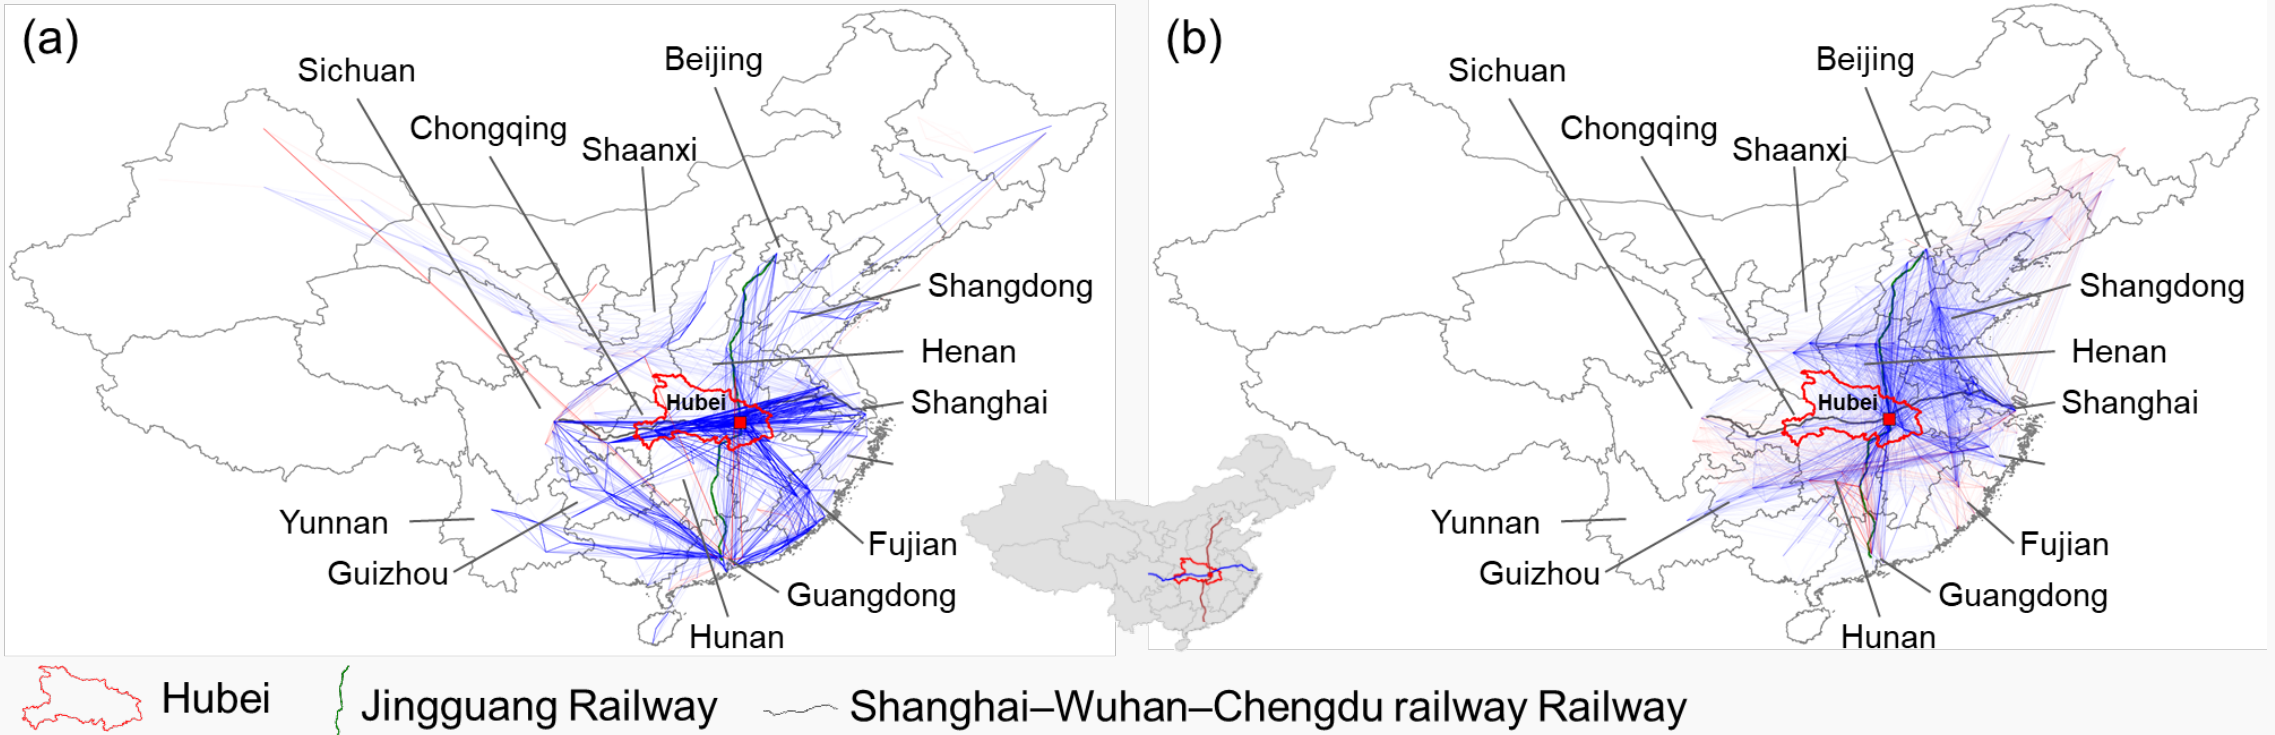 (a)
Sichuan
Beijing
Chongqing
Shaanxi
Shangdong
Henan
Hubei
Shanghai
Yunnan
Fujian
Guizhou
Guangdong
Hunan
(b)
Sichuan
Beijing
Chongqing
Shaanxi
Shangdong
Henan
Hubei
Shanghai
Yunnan
Fujian
Guizhou
Guangdong
Hunan
Hubei
Jingguang Railway
Shanghai–Wuhan–Chengdu railway Railway